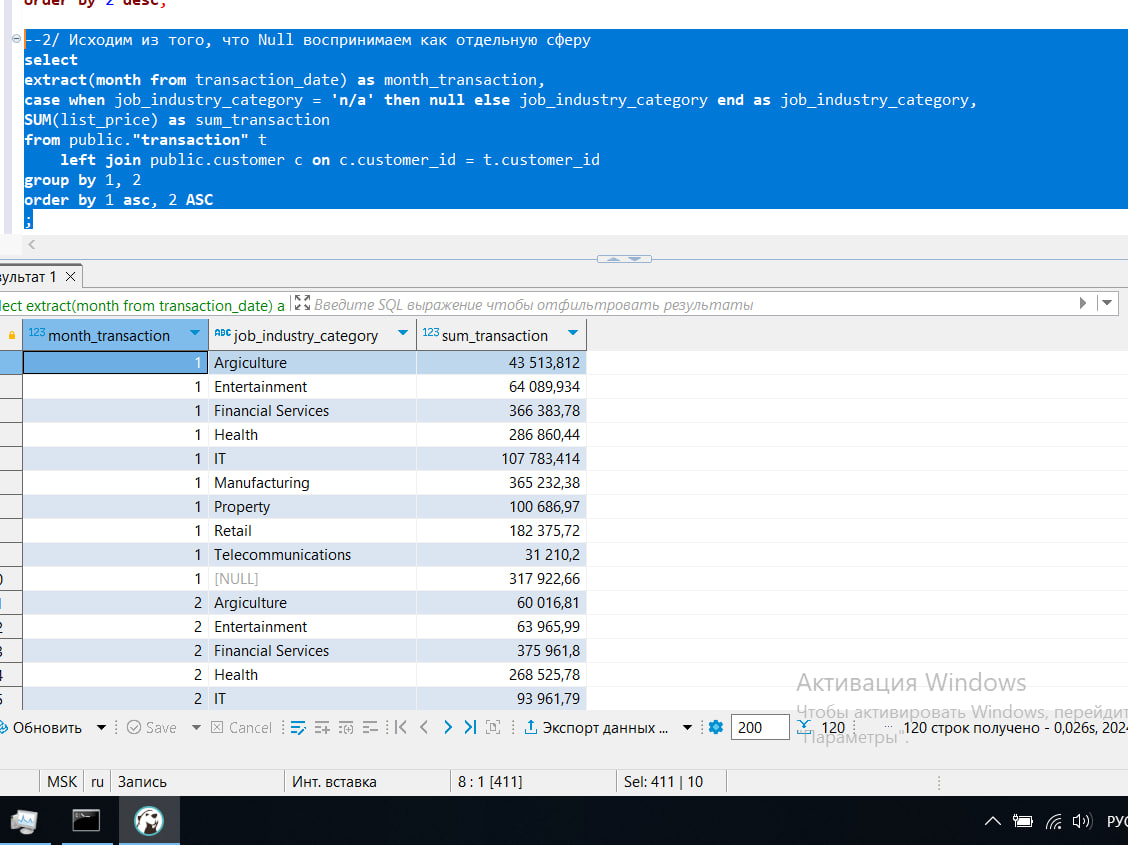 order by 2 desc;
--2/ Исходим из того, что Null воспринимаем как отдельную сферу
select
extract(month from transaction_date) as month_transaction,
case when job_industry_category = 'n/a' then null else job_industry_category end as job_industry_category,
SUM(list_price) as sum_transaction
from public."transaction" t
left join public.customer c on c.customer_id = t.customer_id
group by 1, 2
order by 1 asc, 2 ASC
;
зультат 1
lect extract(month from transaction_date) a Введите SQL выражение чтобы отфильтровать результаты
123 month_transaction ABC job_industry_category 123 sum_transaction
1 Argiculture 43 513,812
1 Entertainment 64 089,934
1 Financial Services 366 383,78
1 Health 286 860,44
1 IT 107 783,414
1 Manufacturing 365 232,38
1 Property 100 686,97
1 Retail 182 375,72
1 Telecommunications 31 210,2
0 1 [NULL] 317 922,66
1 2 Argiculture 60 016,81
2 2 Entertainment 63 965,99
3 2 Financial Services 375 961,8
4 2 Health 268 525,78
5 2 IT 93 961,79
Активация Windows
Чтобы активировать Windows, перейдит
"Параметры".
Обновить Save Cancel Экспорт данных ... 200 120 120 строк получено - 0,026s, 2024
MSK ru Запись Инт. вставка 8 : 1 [411] Sel: 411 | 10
РУС